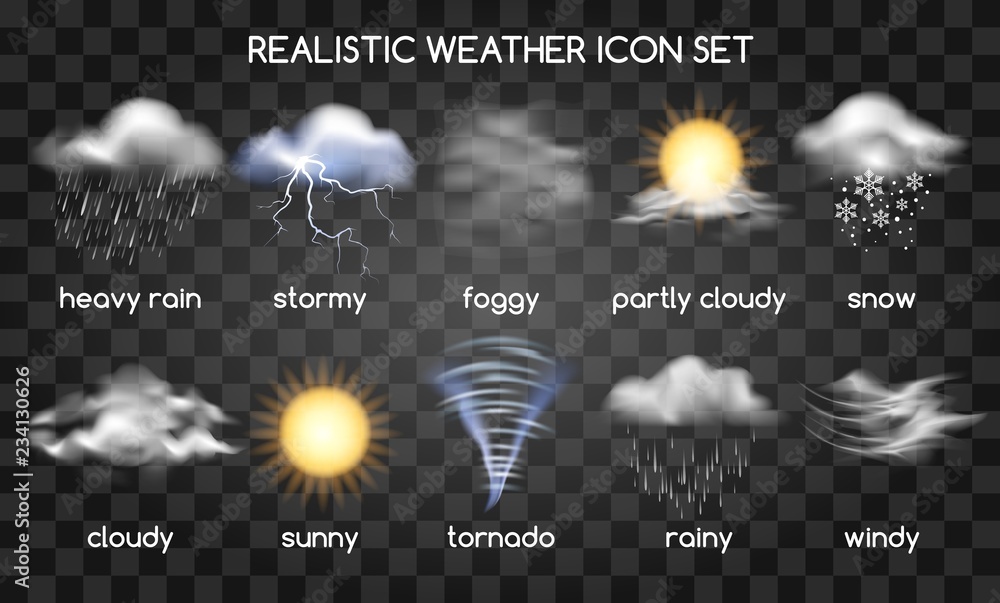 REALISTIC WEATHER ICON SET
heavy rain
stormy
foggy
partly cloudy
snow
cloudy
sunny
tornado
rainy
windy
Adobe Stock | #234130626